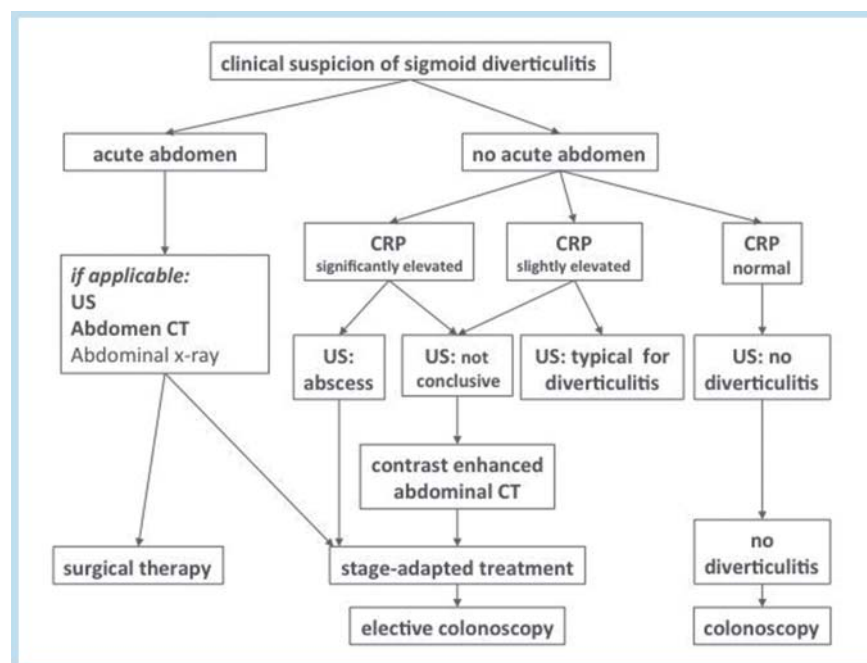 clinical suspicion of sigmoid diverticulitis
acute abdomen
no acute abdomen
CRP
significantly elevated
CRP
slightly elevated
CRP
normal
if applicable:
US
Abdomen CT
Abdominal x-ray
US:
abscess
US: not
conclusive
US: typical for
diverticulitis
US: no
diverticulitis
contrast enhanced
abdominal CT
no
diverticulitis
surgical therapy
stage-adapted treatment
elective colonoscopy
colonoscopy